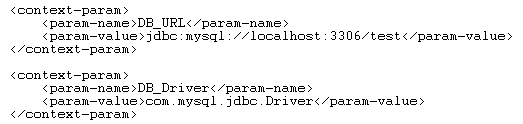 <context-param>
    <param-name>DB_URL</param-name>
    <param-value>jdbc:mysql://localhost:3306/test</param-value>
</context-param>

<context-param>
    <param-name>DB_Driver</param-name>
    <param-value>com.mysql.jdbc.Driver</param-value>
</context-param>